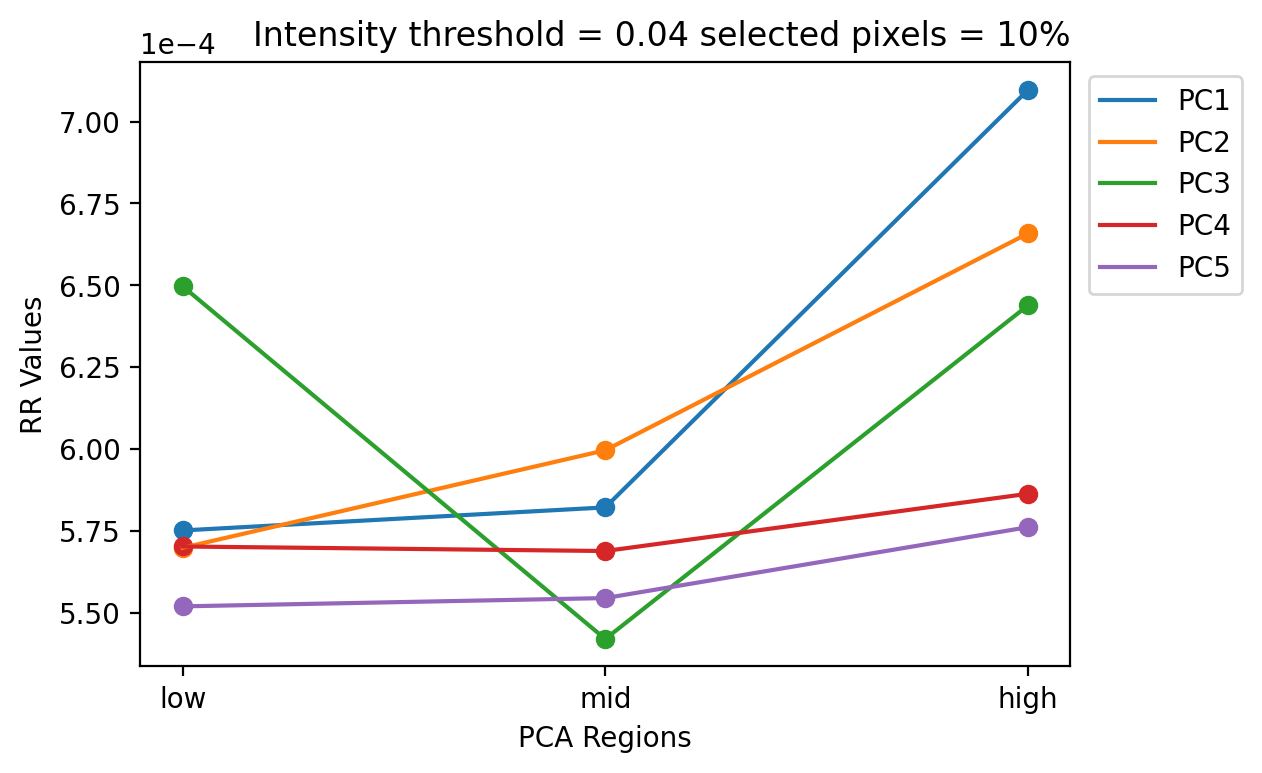 1e−4
Intensity threshold = 0.04 selected pixels = 10%
RR Values
7.00
6.75
6.50
6.25
6.00
5.75
5.50
low
mid
high
PCA Regions
PC1
PC2
PC3
PC4
PC5